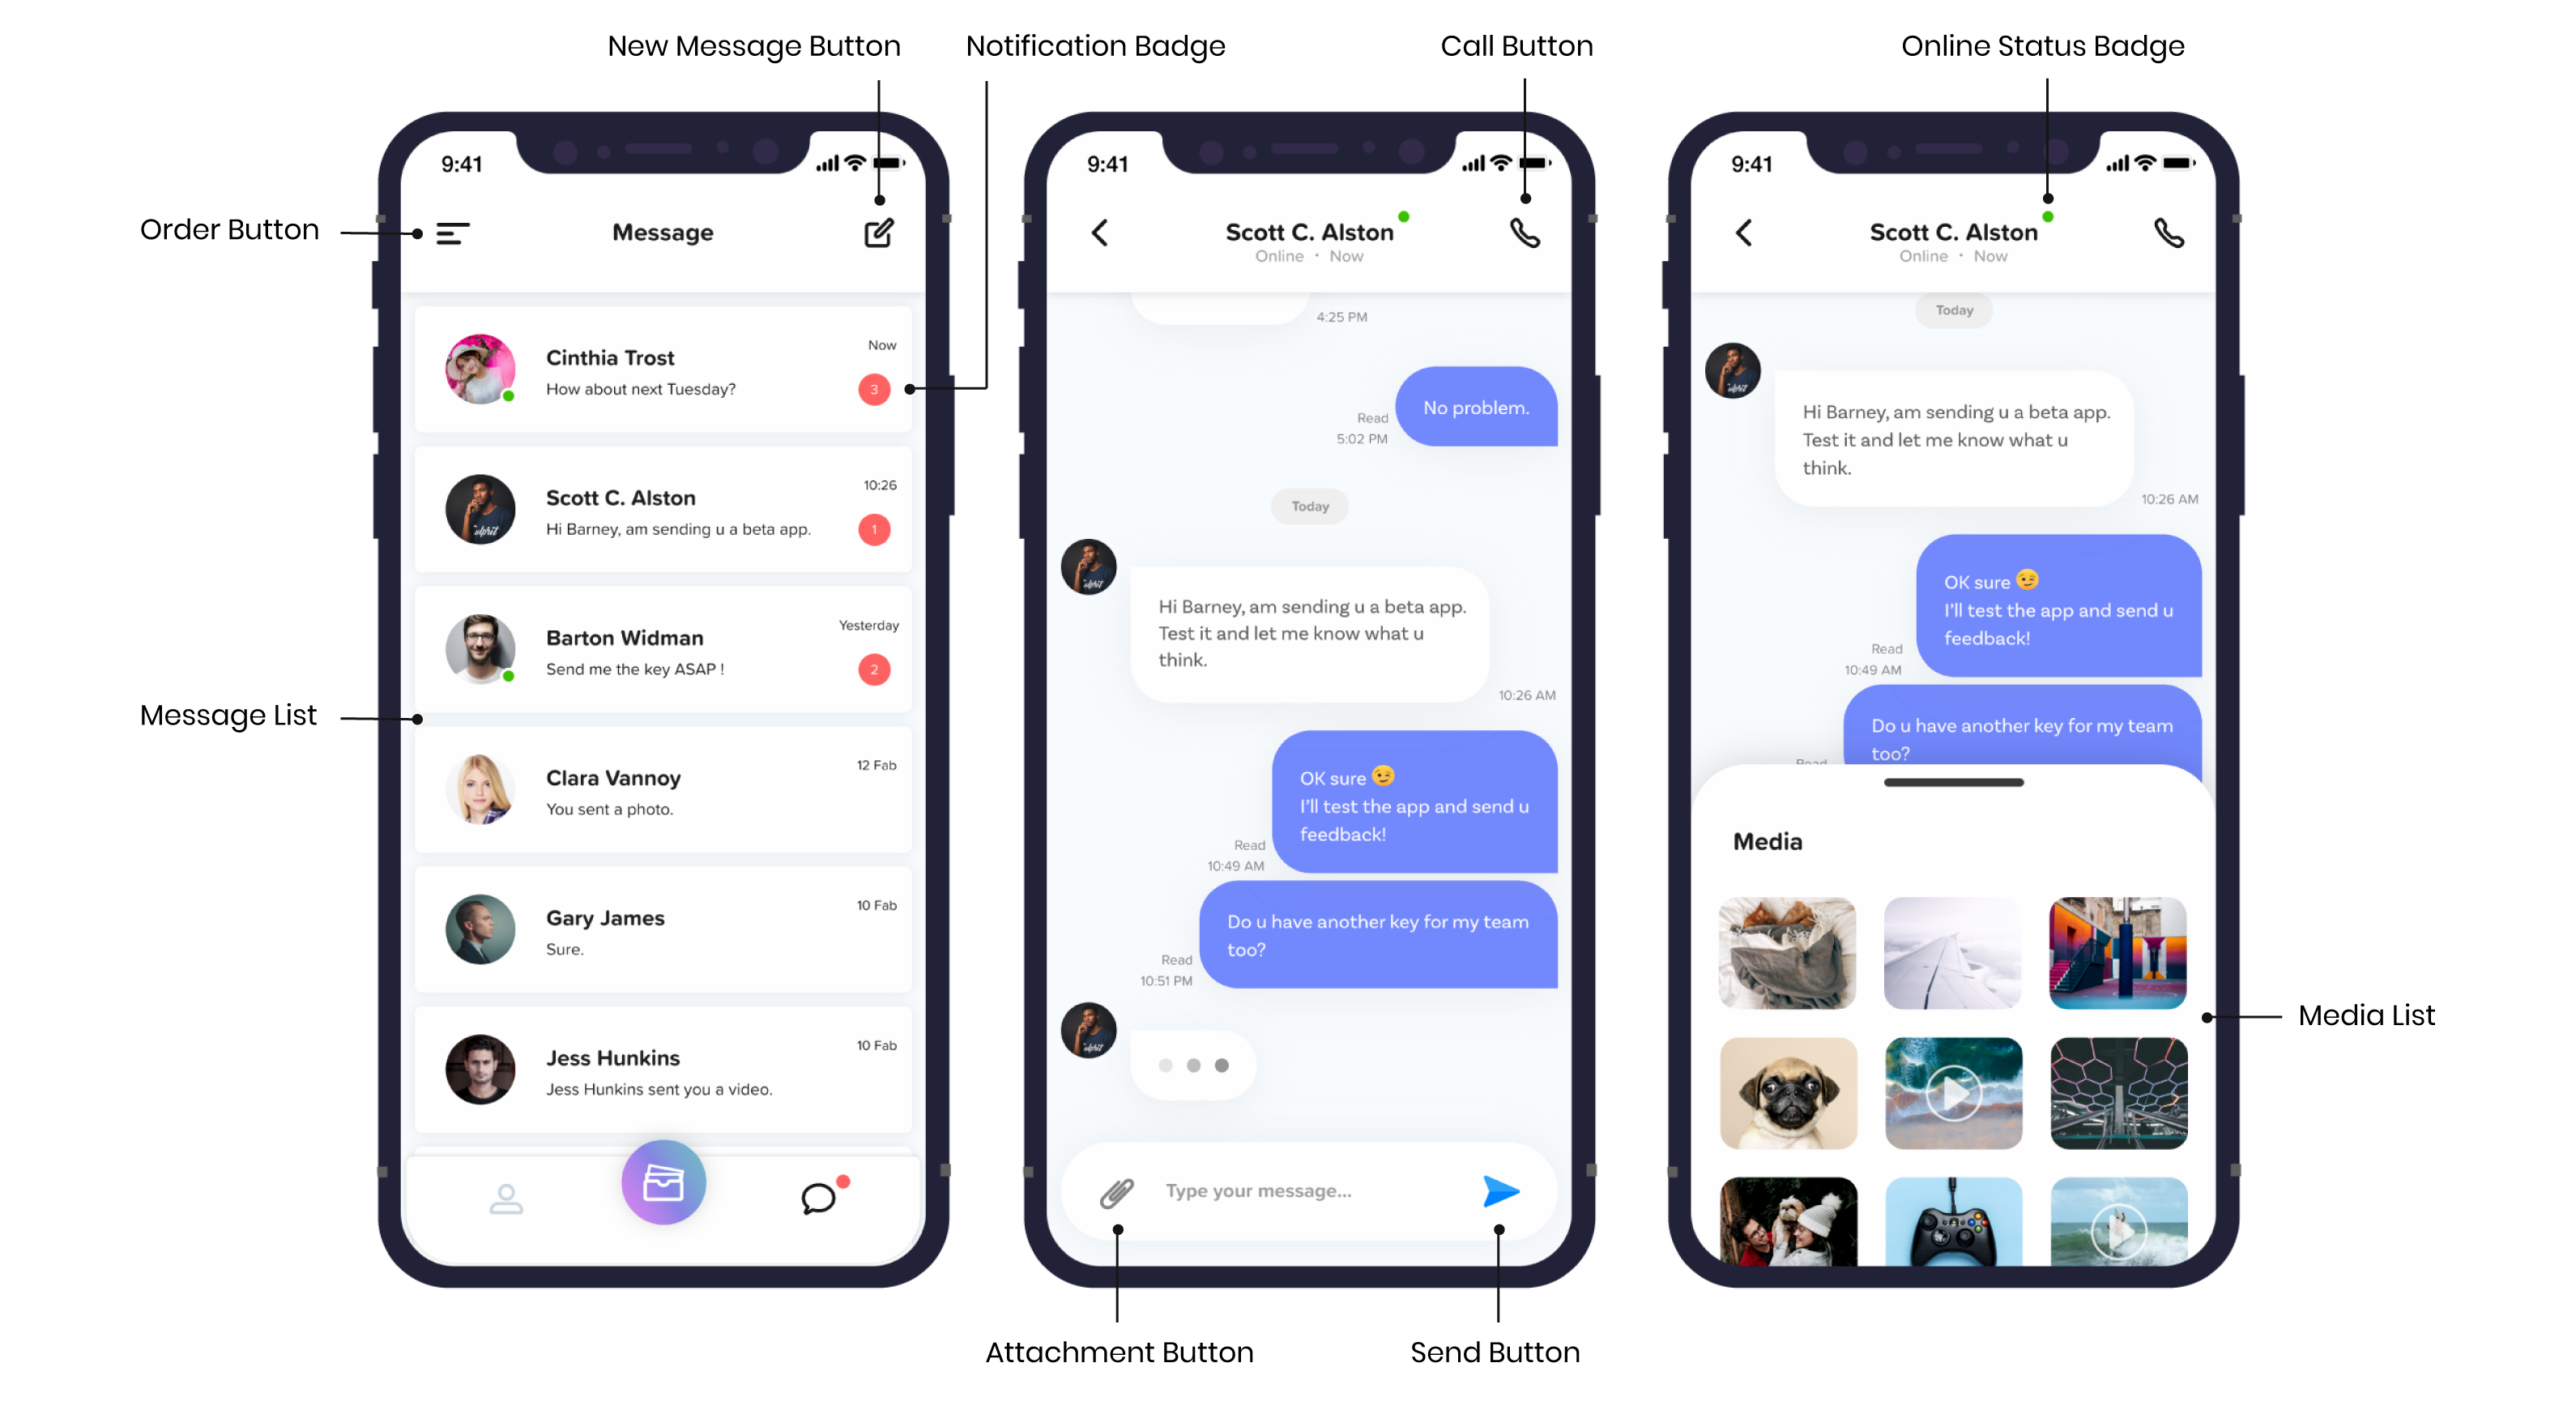 New Message Button
Notification Badge
Call Button
Online Status Badge
Order Button
Message List
9:41
Message
Cinthia Trost
Now
How about next Tuesday?
3
Scott C. Alston
10:26
Hi Barney, am sending u a beta app.
1
Barton Widman
Yesterday
Send me the key ASAP !
2
Clara Vannoy
12 Fab
You sent a photo.
Gary James
10 Fab
Sure.
Jess Hunkins
10 Fab
Jess Hunkins sent you a video.
9:41
Scott C. Alston
Online • Now
4:25 PM
No problem.
Read
5:02 PM
Today
Hi Barney, am sending u a beta app.
Test it and let me know what u
think.
10:26 AM
OK sure 😉
I'll test the app and send u
feedback!
Read
10:49 AM
Do u have another key for my team
too?
Read
10:51 PM
Type your message...
Attachment Button
Send Button
9:41
Scott C. Alston
Online • Now
Today
Hi Barney, am sending u a beta app.
Test it and let me know what u
think.
10:26 AM
OK sure 😉
I'll test the app and send u
feedback!
Read
10:49 AM
Do u have another key for my team
too?
Read
Media
Media List